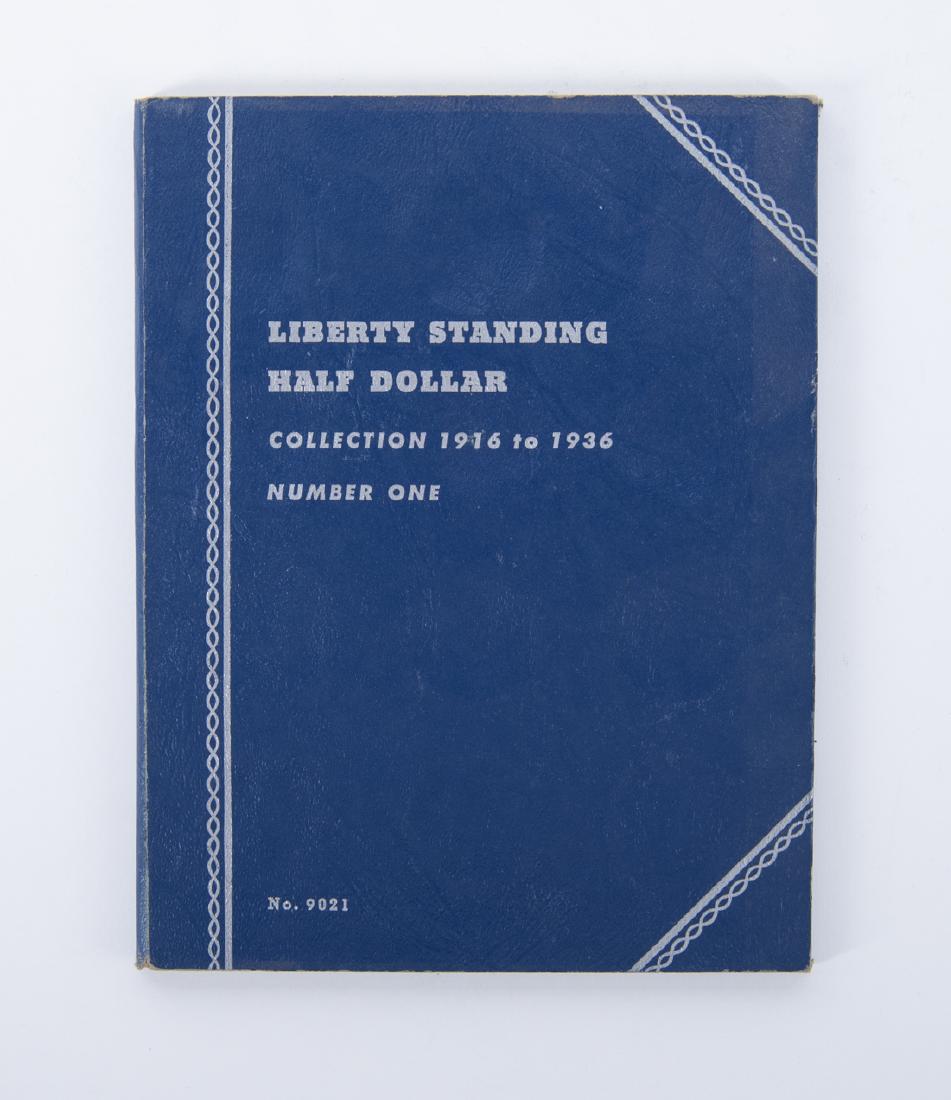 LIBERTY STANDING
HALF DOLLAR
COLLECTION 1916 to 1936
NUMBER ONE
No. 9021